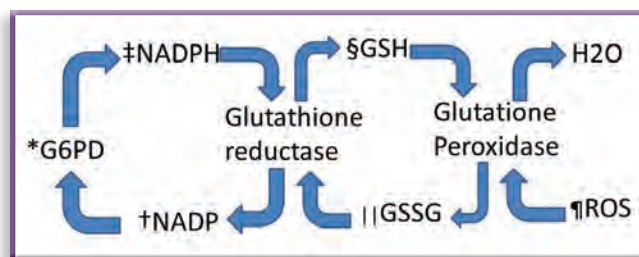 ‡NADPH
§GSH
H2O
Glutathione
reductase
Glutatione
Peroxidase
*G6PD
†NADP
||GSSG
¶ROS